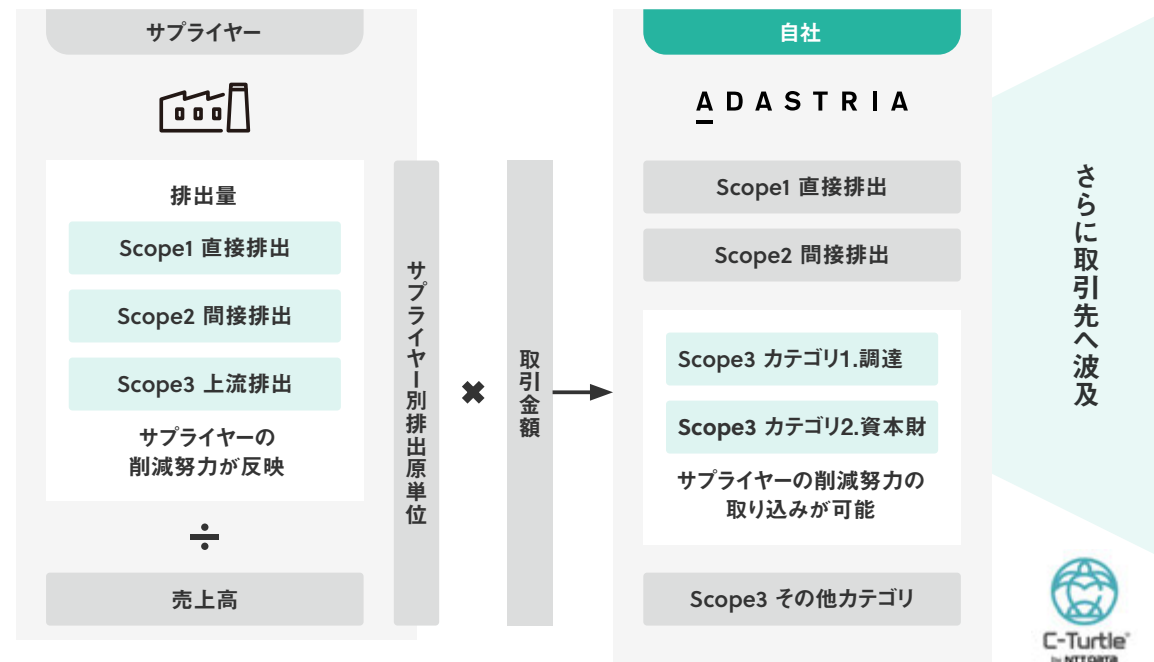 サプライヤー
排出量
Scope1 直接排出
Scope2 間接排出
Scope3 上流排出
サプライヤーの
削減努力が反映
÷
売上高
サプライヤー別排出原単位
✖
取引金額
自社
ADASTRIA
Scope1 直接排出
Scope2 間接排出
Scope3 カテゴリ1.調達
Scope3 カテゴリ2.資本財
サプライヤーの削減努力の
取り込みが可能
Scope3 その他カテゴリ
さらに取引先へ波及
C-Turtle®
by NTT DATA